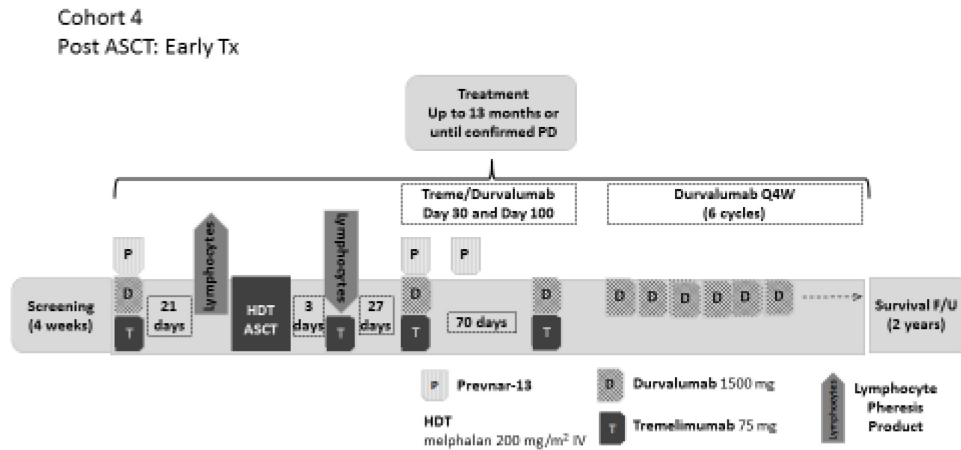 Cohort 4
Post ASCT: Early Tx
Treatment
Up to 13 months or
until confirmed PD
Treme/Durvalumab
Day 30 and Day 100
Durvalumab Q4W
(6 cycles)
Lymphocytes
Lymphocytes
P
P
P
Screening
(4 weeks)
D
T
21
days
HDT
ASCT
3
days
T
27
days
D
T
70 days
D
T
D
D
D
D
D
D
Survival F/U
(2 years)
P
Prevnar-13
D
Durvalumab 1500 mg
Lymphocytes
Lymphocyte
Pheresis
Product
HDT
melphalan 200 mg/m² IV
T
Tremelimumab 75 mg